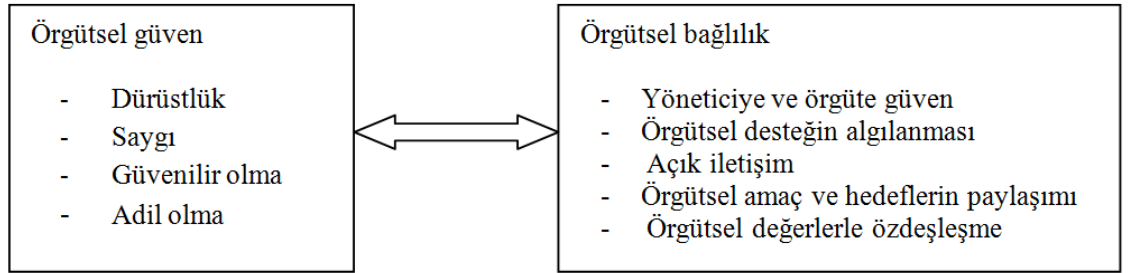 Örgütsel güven
- Dürüstlük
- Saygı
- Güvenilir olma
- Adil olma
Örgütsel bağlılık
- Yöneticiye ve örgüte güven
- Örgütsel desteğin algılanması
- Açık iletişim
- Örgütsel amaç ve hedeflerin paylaşımı
- Örgütsel değerlerle özdeşleşme